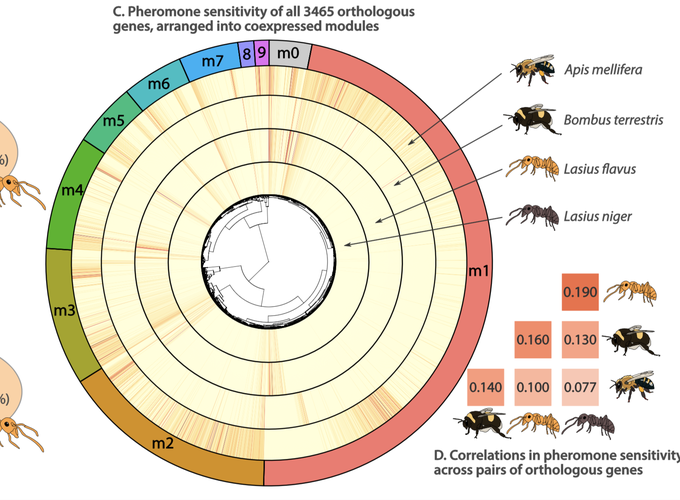 C. Pheromone sensitivity of all 3465 orthologous
genes, arranged into coexpressed modules
m0
9
8
m7
m6
m5
m4
m3
m2
m1
Apis mellifera
Bombus terrestris
Lasius flavus
Lasius niger
%)
%)
0.190
0.160 0.130
0.140 0.100 0.077
D. Correlations in pheromone sensitivity
across pairs of orthologous genes